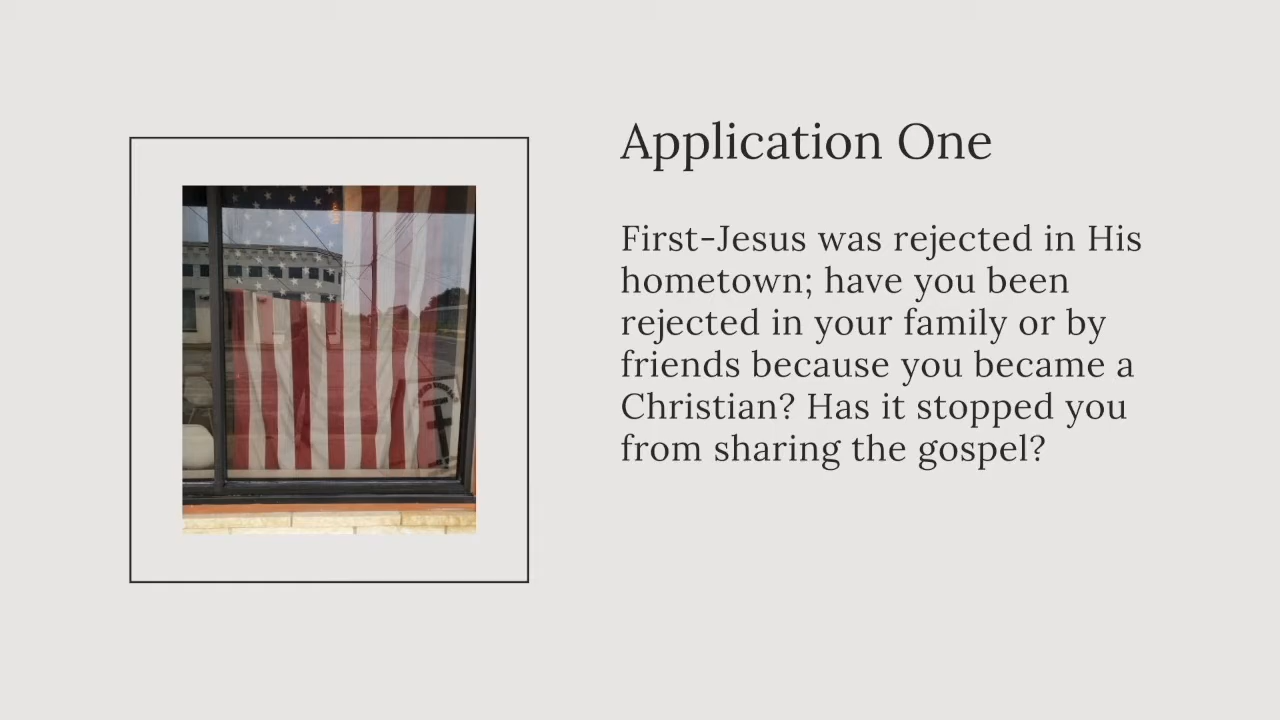 Application One
First-Jesus was rejected in His
hometown; have you been
rejected in your family or by
friends because you became a
Christian? Has it stopped you
from sharing the gospel?